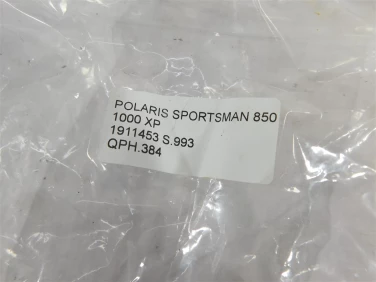 POLARIS SPORTSMAN 850
1000 XP
1911453 S.993
QPH.384